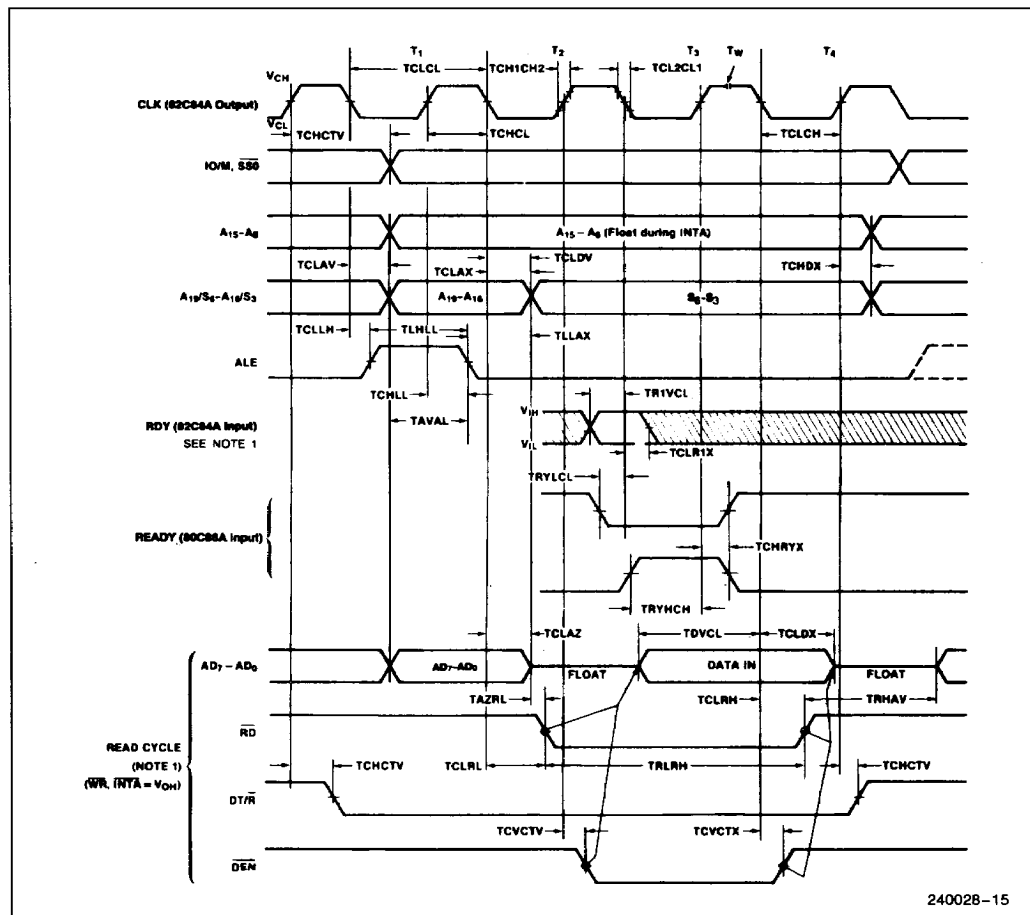 T1 T2 T3 TW T4
TCLCL TCH1CH2 TCL2CL1
VCH
CLK (82C84A Output)
VCL
TCHCTV TCHCL TCLCH
IO/M, SS0
A15-A8 A15-A8 (Float during INTA)
TCLDV
TCLAV TCLAX TCHDX
A19/S6-A16/S3 A19-A16 S6-S3
TCLLH TLHLL TLLAX
ALE
TCHLL TR1VCL
TAVAL
RDY (82C84A Input) VIH
SEE NOTE 1 VIL
TCLR1X
TRYLCL
READY (80C86A Input)
TCHRYX
TRYHCH
TCLAZ TDVCL TCLDX
AD7-AD0 AD7-AD0 FLOAT DATA IN FLOAT
TAZRL TCLRH TRHAV
RD
READ CYCLE
(NOTE 1)
(WR, INTA = VOH)
TCHCTV TCLRL TRLRH TCHCTV
DT/R
TCVCTV TCVCTX
DEN
240028-15